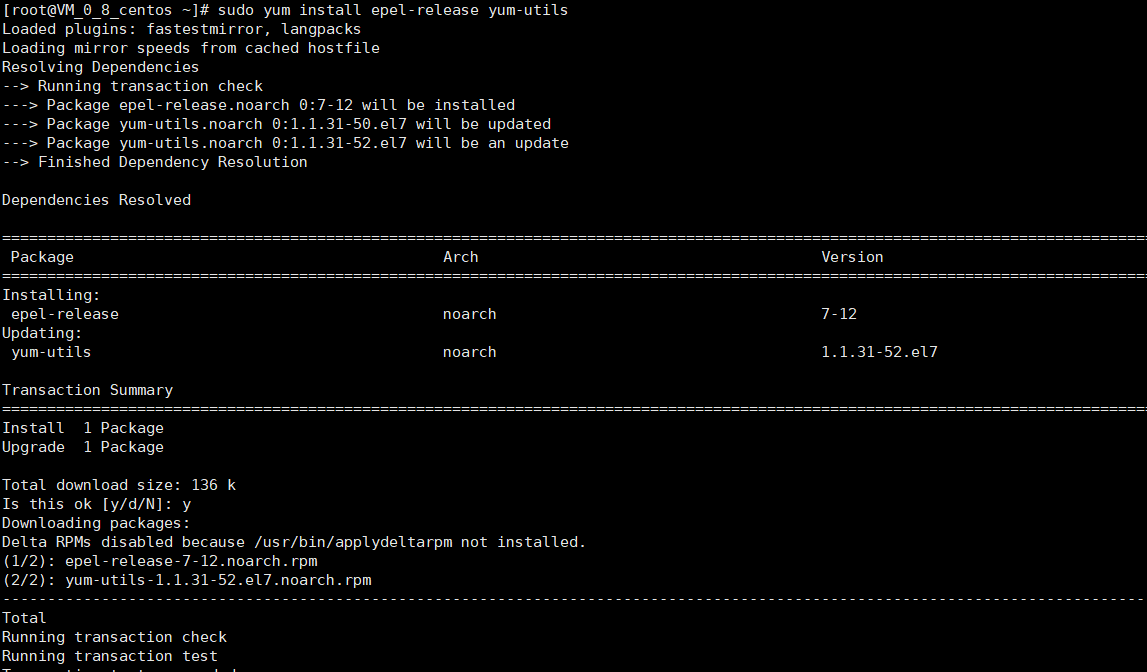 [root@VM_0_8_centos ~]# sudo yum install epel-release yum-utils
Loaded plugins: fastestmirror, langpacks
Loading mirror speeds from cached hostfile
Resolving Dependencies
--> Running transaction check
---> Package epel-release.noarch 0:7-12 will be installed
---> Package yum-utils.noarch 0:1.1.31-50.el7 will be updated
---> Package yum-utils.noarch 0:1.1.31-52.el7 will be an update
--> Finished Dependency Resolution
Dependencies Resolved
Package Arch Version
Installing:
epel-release noarch 7-12
Updating:
yum-utils noarch 1.1.31-52.el7
Transaction Summary
Install 1 Package
Upgrade 1 Package
Total download size: 136 k
Is this ok [y/d/N]: y
Downloading packages:
Delta RPMs disabled because /usr/bin/applydeltarpm not installed.
(1/2): epel-release-7-12.noarch.rpm
(2/2): yum-utils-1.1.31-52.el7.noarch.rpm
Total
Running transaction check
Running transaction test